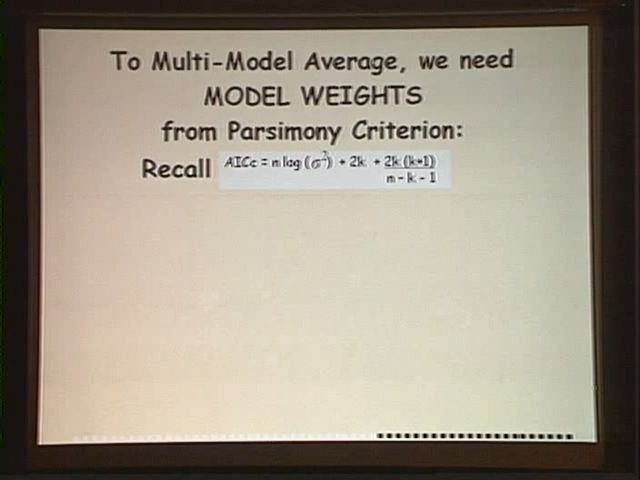 To Multi-Model Average, we need
MODEL WEIGHTS
from Parsimony Criterion:
Recall AICc = n log (σ²) + 2k + 2k (k+1)
n - k - 1